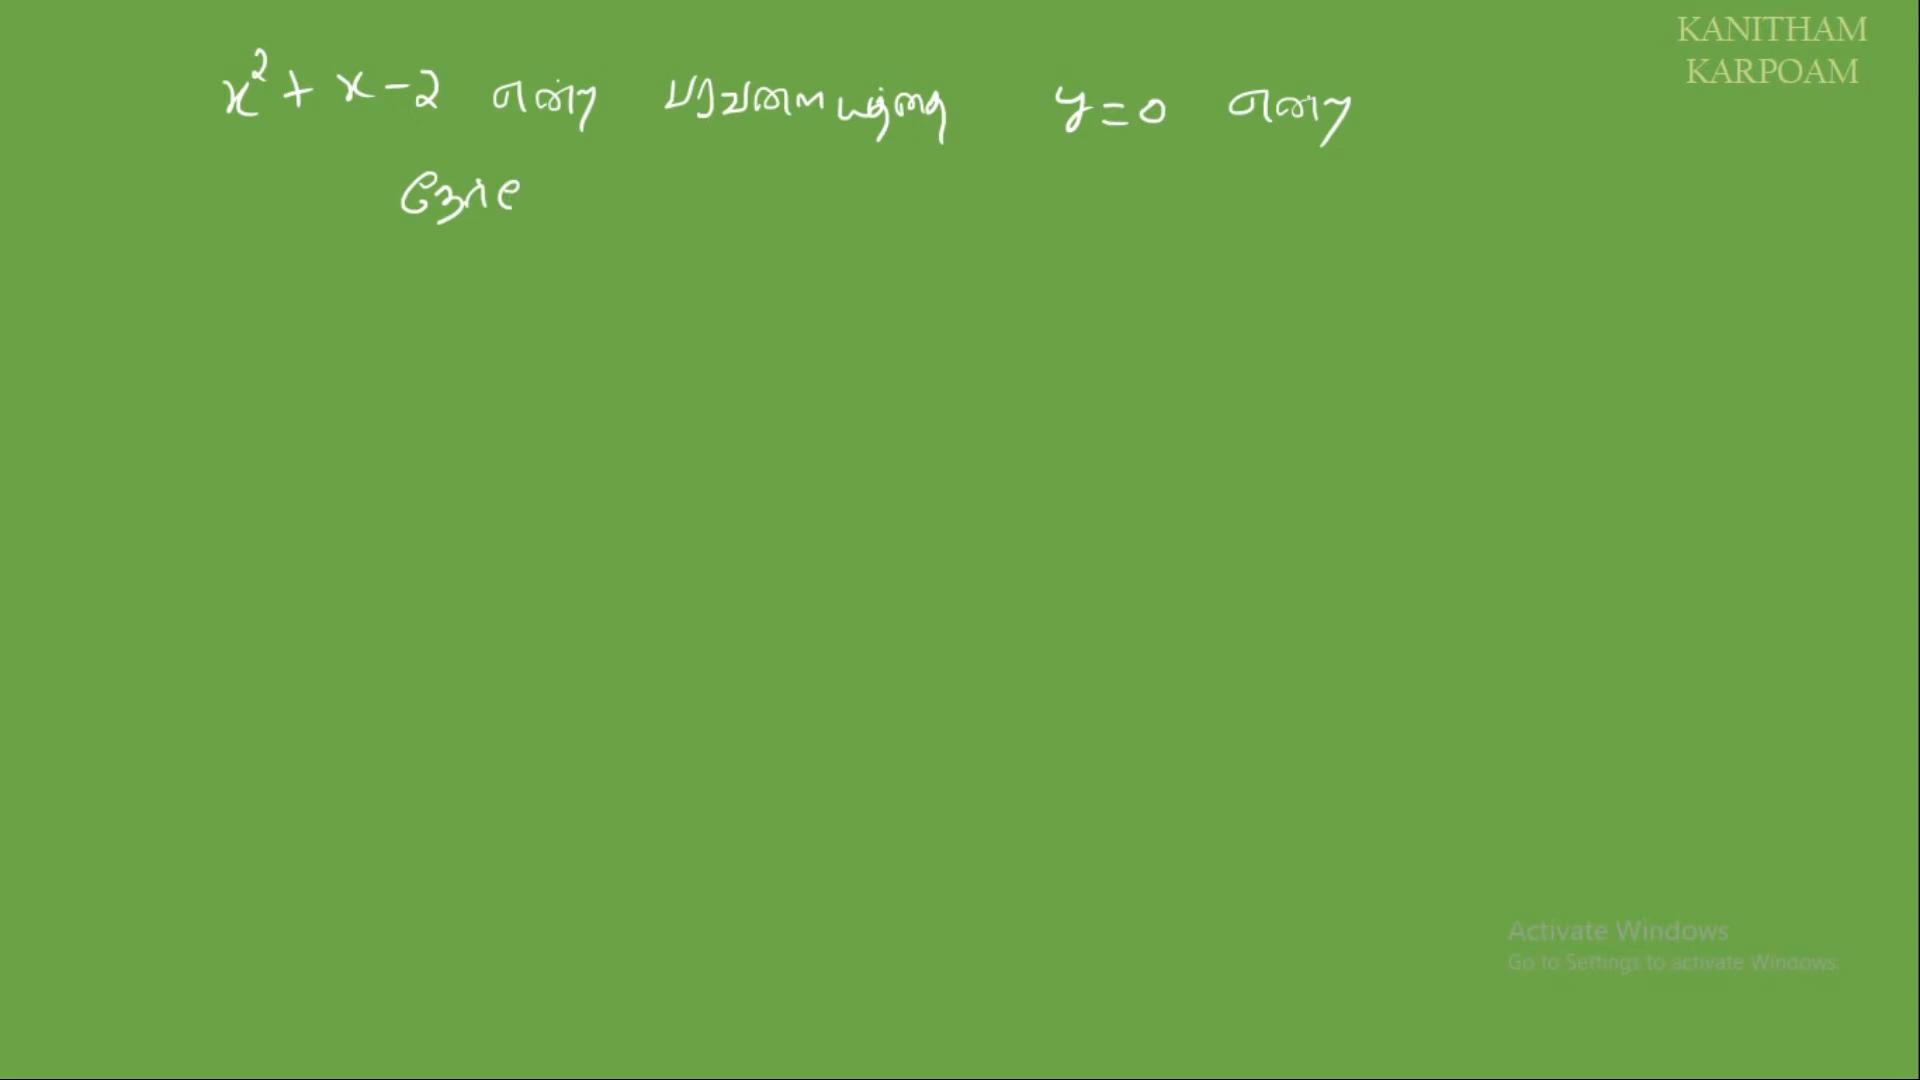 KANITHAM
KARPOAM
x² + x - 2 என்ற பரவளையத்தை y = 0 என்ற
நேர்
Activate Windows
Go to Settings to activate Windows.